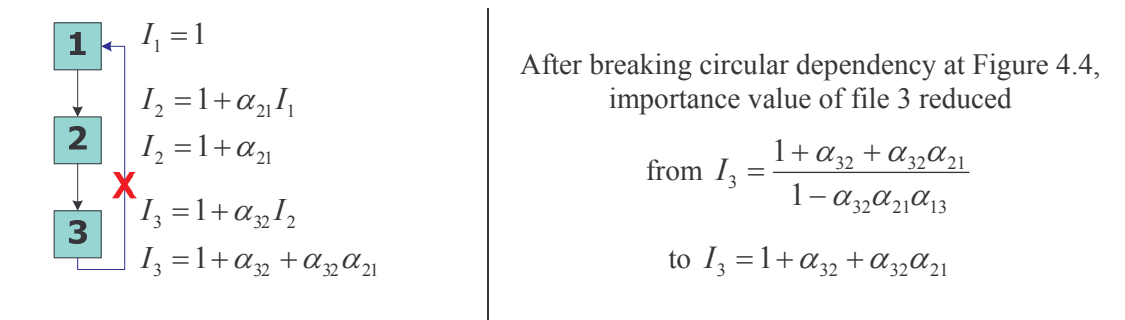 1
I₁ = 1
I₂ = 1 + α₂₁I₁
2
I₂ = 1 + α₂₁
X
I₃ = 1 + α₃₂I₂
3
I₃ = 1 + α₃₂ + α₃₂α₂₁
After breaking circular dependency at Figure 4.4,
importance value of file 3 reduced
from I₃ = (1 + α₃₂ + α₃₂α₂₁) / (1 − α₃₂α₂₁α₁₃)
to I₃ = 1 + α₃₂ + α₃₂α₂₁